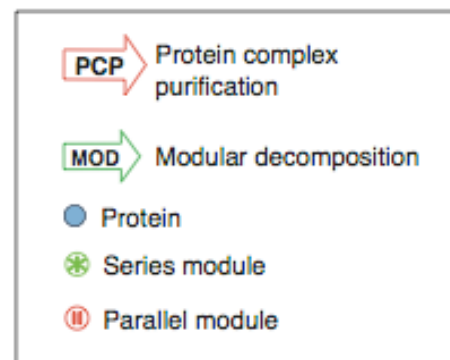 PCP Protein complex
purification
MOD Modular decomposition
Protein
Series module
Parallel module